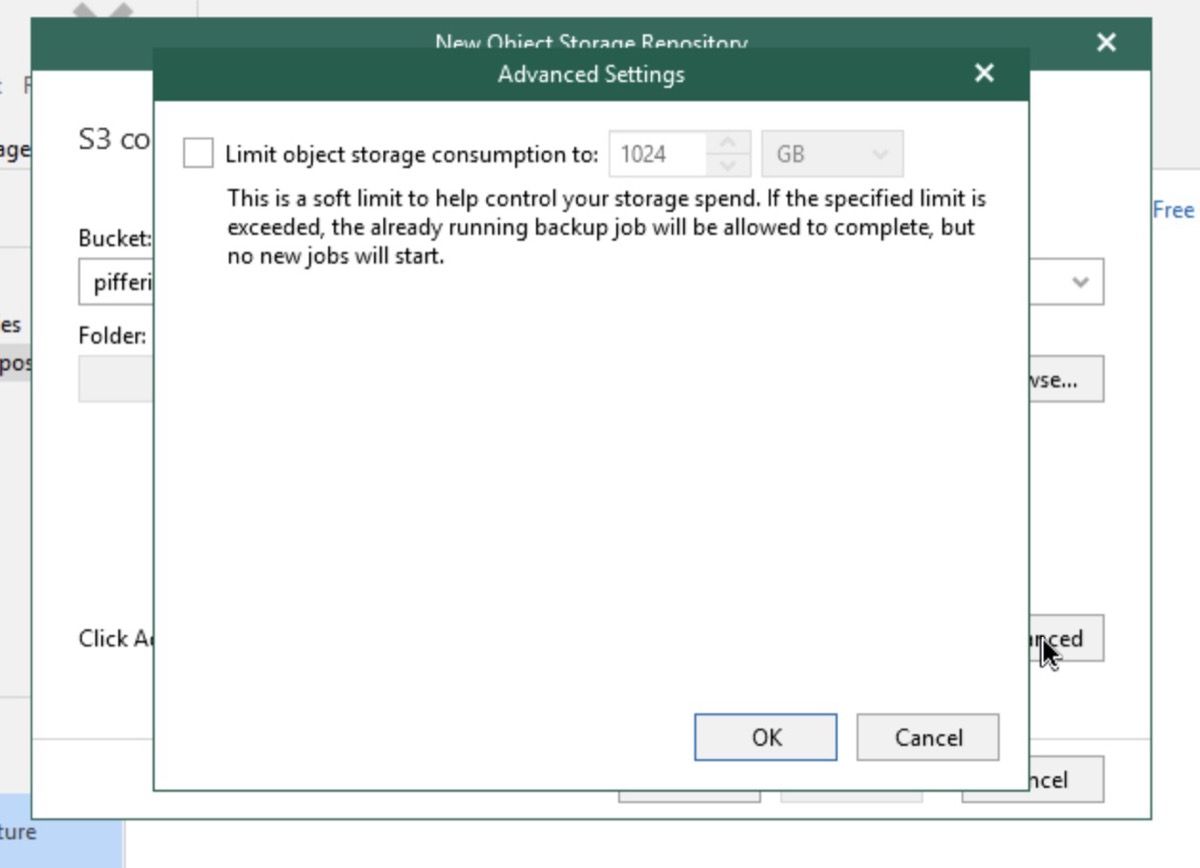 New Object Storage Repository
Advanced Settings
S3 co
Limit object storage consumption to: 1024 GB
This is a soft limit to help control your storage spend. If the specified limit is
exceeded, the already running backup job will be allowed to complete, but
no new jobs will start.
age
Free
Bucket:
pifferi
es
Folder:
pos
wse...
Click A
anced
OK Cancel
ncel
ture